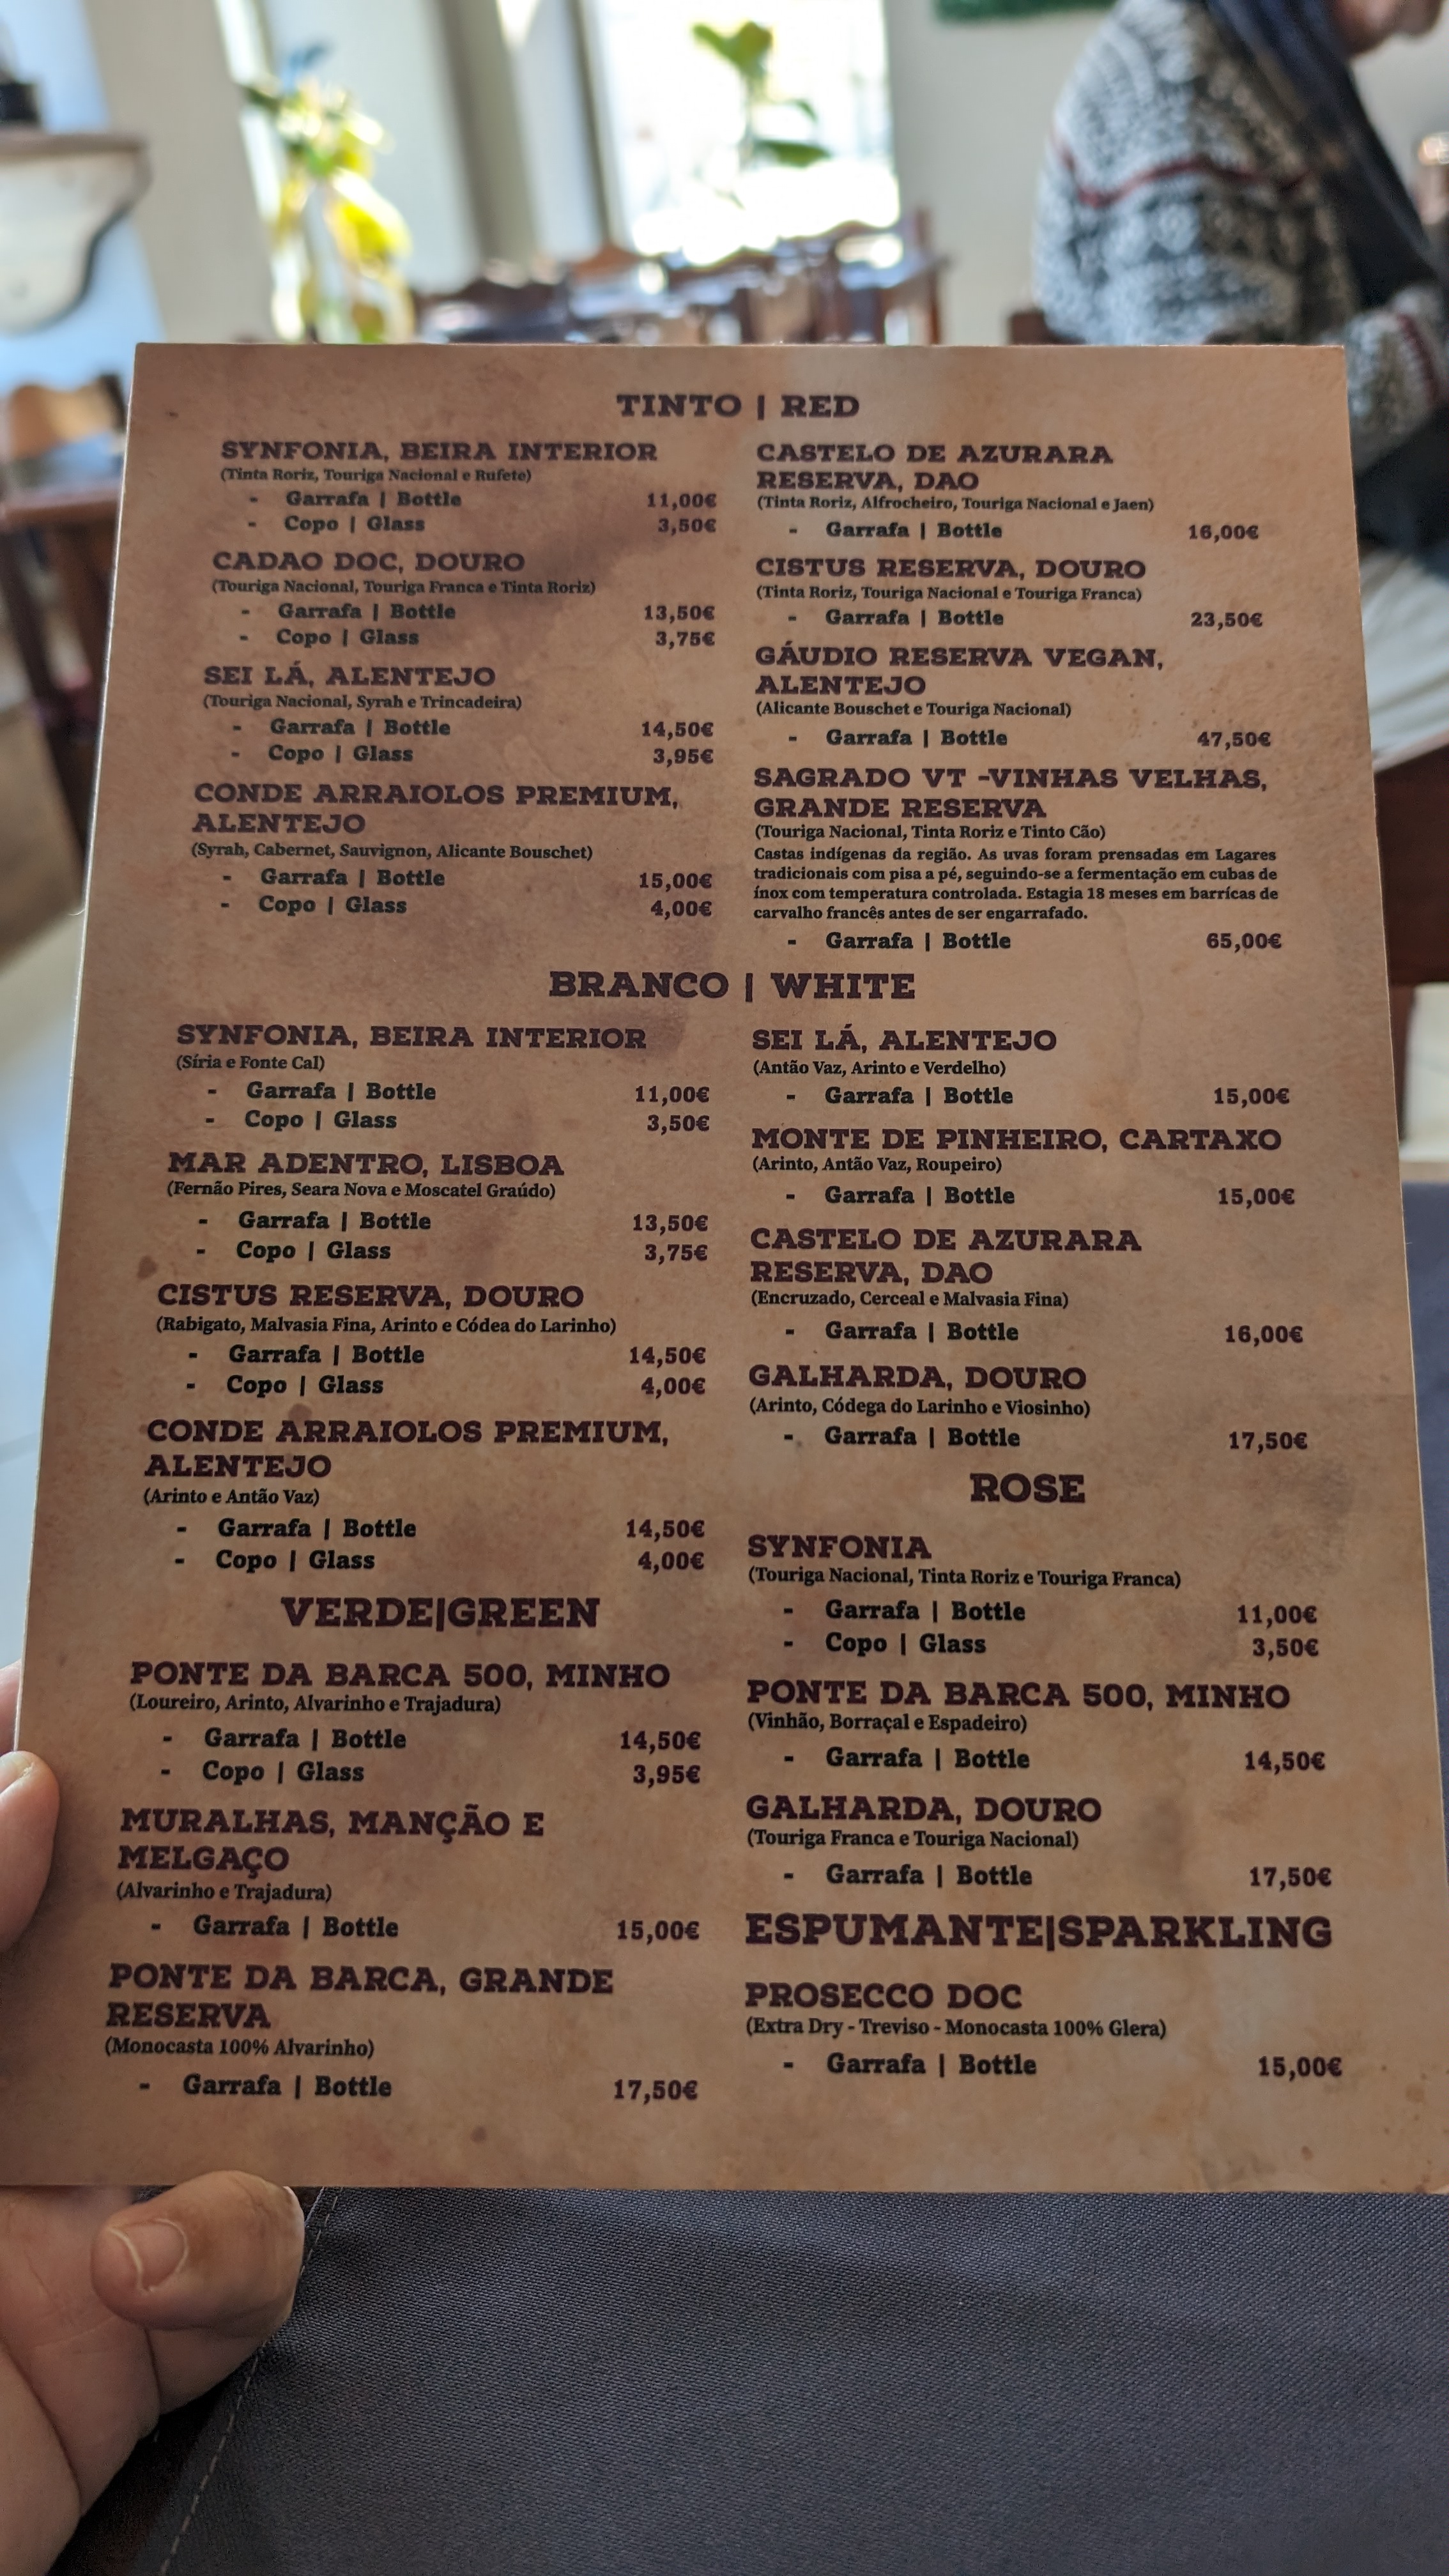 TINTO | RED
SYNFONIA, BEIRA INTERIOR
(Tinta Roriz, Touriga Nacional e Rufete)
- Garrafa | Bottle 11,00€
- Copo | Glass 3,50€
CADAO DOC, DOURO
(Touriga Nacional, Touriga Franca e Tinta Roriz)
- Garrafa | Bottle 13,50€
- Copo | Glass 3,75€
SEI LÁ, ALENTEJO
(Touriga Nacional, Syrah e Trincadeira)
- Garrafa | Bottle 14,50€
- Copo | Glass 3,95€
CONDE ARRAIOLOS PREMIUM,
ALENTEJO
(Syrah, Cabernet, Sauvignon, Alicante Bouschet)
- Garrafa | Bottle 15,00€
- Copo | Glass 4,00€
CASTELO DE AZURARA
RESERVA, DAO
(Tinta Roriz, Alfrocheiro, Touriga Nacional e Jaen)
- Garrafa | Bottle 16,00€
CISTUS RESERVA, DOURO
(Tinta Roriz, Touriga Nacional e Touriga Franca)
- Garrafa | Bottle 23,50€
GÁUDIO RESERVA VEGAN,
ALENTEJO
(Alicante Bouschet e Touriga Nacional)
- Garrafa | Bottle 47,50€
SAGRADO VT -VINHAS VELHAS,
GRANDE RESERVA
(Touriga Nacional, Tinta Roriz e Tinto Cão)
Castas indígenas da região. As uvas foram prensadas em Lagares
tradicionais com pisa a pé, seguindo-se a fermentação em cubas de
ínox com temperatura controlada. Estagia 18 meses em barrícas de
carvalho francês antes de ser engarrafado.
- Garrafa | Bottle 65,00€
BRANCO | WHITE
SYNFONIA, BEIRA INTERIOR
(Síria e Fonte Cal)
- Garrafa | Bottle 11,00€
- Copo | Glass 3,50€
MAR ADENTRO, LISBOA
(Fernão Pires, Seara Nova e Moscatel Graúdo)
- Garrafa | Bottle 13,50€
- Copo | Glass 3,75€
CISTUS RESERVA, DOURO
(Rabigato, Malvasia Fina, Arinto e Códea do Larinho)
- Garrafa | Bottle 14,50€
- Copo | Glass 4,00€
CONDE ARRAIOLOS PREMIUM,
ALENTEJO
(Arinto e Antão Vaz)
- Garrafa | Bottle 14,50€
- Copo | Glass 4,00€
VERDE|GREEN
PONTE DA BARCA 500, MINHO
(Loureiro, Arinto, Alvarinho e Trajadura)
- Garrafa | Bottle 14,50€
- Copo | Glass 3,95€
MURALHAS, MANÇÃO E
MELGAÇO
(Alvarinho e Trajadura)
- Garrafa | Bottle 15,00€
PONTE DA BARCA, GRANDE
RESERVA
(Monocasta 100% Alvarinho)
- Garrafa | Bottle 17,50€
SEI LÁ, ALENTEJO
(Antão Vaz, Arinto e Verdelho)
- Garrafa | Bottle 15,00€
MONTE DE PINHEIRO, CARTAXO
(Arinto, Antão Vaz, Roupeiro)
- Garrafa | Bottle 15,00€
CASTELO DE AZURARA
RESERVA, DAO
(Encruzado, Cerceal e Malvasia Fina)
- Garrafa | Bottle 16,00€
GALHARDA, DOURO
(Arinto, Códega do Larinho e Viosinho)
- Garrafa | Bottle 17,50€
ROSE
SYNFONIA
(Touriga Nacional, Tinta Roriz e Touriga Franca)
- Garrafa | Bottle 11,00€
- Copo | Glass 3,50€
PONTE DA BARCA 500, MINHO
(Vinhão, Borraçal e Espadeiro)
- Garrafa | Bottle 14,50€
GALHARDA, DOURO
(Touriga Franca e Touriga Nacional)
- Garrafa | Bottle 17,50€
ESPUMANTE|SPARKLING
PROSECCO DOC
(Extra Dry - Treviso - Monocasta 100% Glera)
- Garrafa | Bottle 15,00€